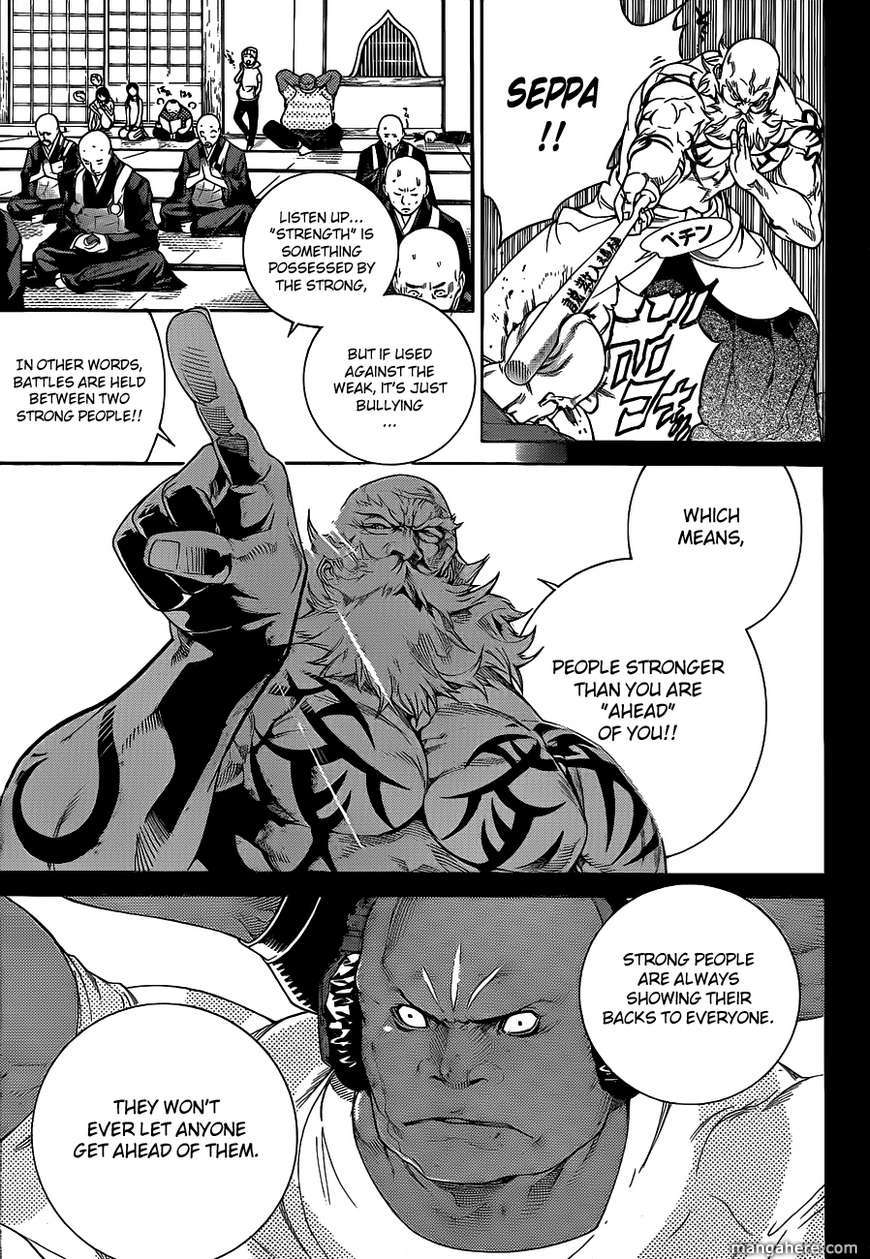 SEPPA
!!
ペチン
LISTEN UP...
"STRENGTH" IS
SOMETHING
POSSESSED BY
THE STRONG,
BUT IF USED
AGAINST THE
WEAK, IT'S JUST
BULLYING
...
IN OTHER WORDS,
BATTLES ARE HELD
BETWEEN TWO
STRONG PEOPLE!!
WHICH
MEANS,
PEOPLE STRONGER
THAN YOU ARE
"AHEAD"
OF YOU!!
STRONG PEOPLE
ARE ALWAYS
SHOWING THEIR
BACKS TO EVERYONE.
THEY WON'T
EVER LET ANYONE
GET AHEAD OF THEM.
mangahere.com